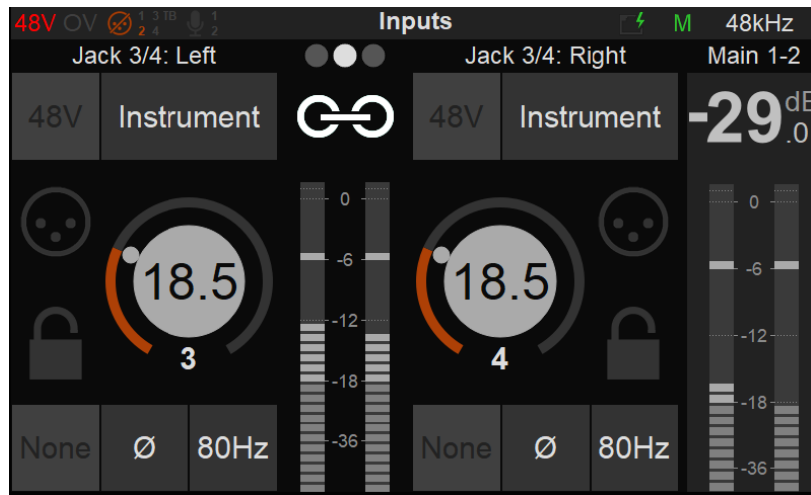 48V OV 1 2 3 4 TB 1 2 Inputs M 48kHz
Jack 3/4: Left Jack 3/4: Right Main 1-2
48V Instrument 48V Instrument -29.0 dB
0 0
-6 -6
18.5 18.5
-12 -12
3 4
-18 -18
None Ø 80Hz -36 None Ø 80Hz -36